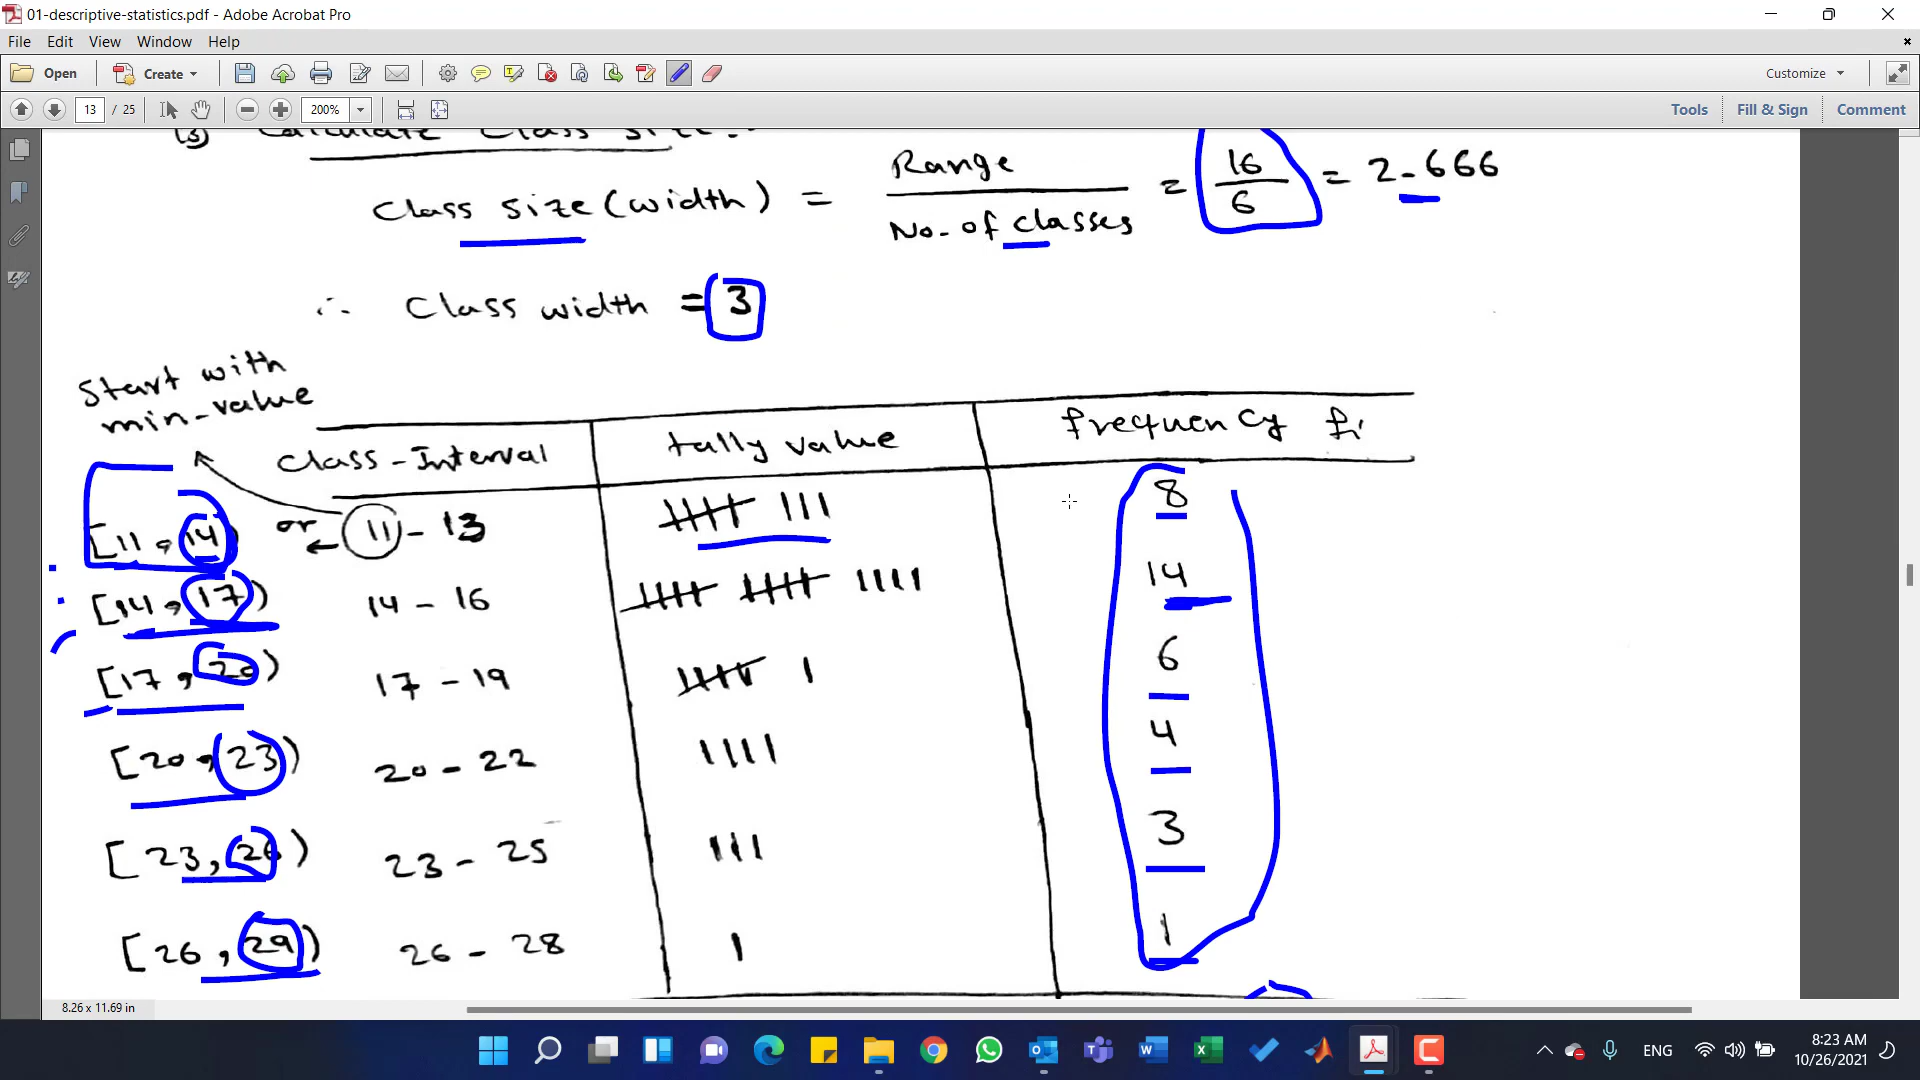 01-descriptive-statistics.pdf - Adobe Acrobat Pro
File Edit View Window Help
Open Create Customize
13 / 25 200% Tools Fill & Sign Comment
(3) Calculate class size:-
Class size (width) = Range / No. of classes = 16 / 6 = 2.666
∴ Class width = 3
Start with
min-value
Class-Interval tally value frequency fi
[11, 14) or 11 - 13 8
[14, 17) 14 - 16 14
[17, 20) 17 - 19 6
[20, 23) 20 - 22 4
[23, 26) 23 - 25 3
[26, 29) 26 - 28 1
8.26 x 11.69 in
ENG 8:23 AM
10/26/2021